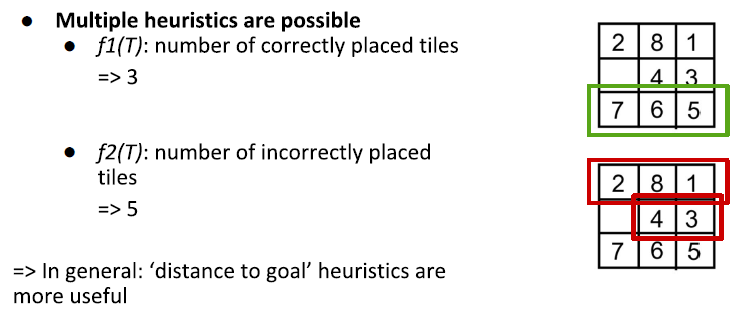 ● Multiple heuristics are possible
● f1(T): number of correctly placed tiles
=> 3
2 8 1
4 3
7 6 5
● f2(T): number of incorrectly placed
tiles
=> 5
2 8 1
4 3
7 6 5
=> In general: ‘distance to goal’ heuristics are
more useful